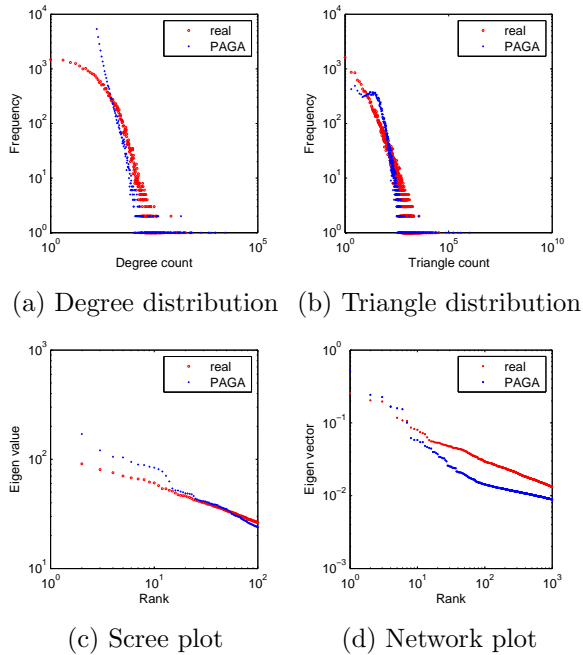 10^4
10^3
10^2
10^1
10^0
Frequency
real
PAGA
10^0
10^5
Degree count
(a) Degree distribution
10^4
10^3
10^2
10^1
10^0
Frequency
real
PAGA
10^0
10^5
10^10
Triangle count
(b) Triangle distribution
10^3
10^2
10^1
Eigen value
real
PAGA
10^0
10^1
10^2
Rank
(c) Scree plot
10^0
10^-1
10^-2
10^-3
Eigen vector
real
PAGA
10^0
10^1
10^2
10^3
Rank
(d) Network plot